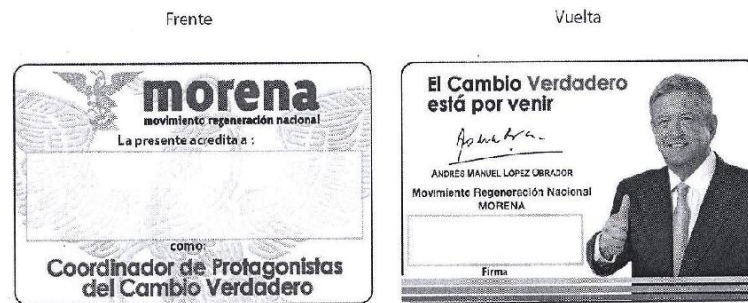 Frente
Vuelta
morena
movimiento regeneración nacional
La presente acredita a :
como:
Coordinador de Protagonistas
del Cambio Verdadero
El Cambio Verdadero
está por venir
ANDRÉS MANUEL LÓPEZ OBRADOR
Movimiento Regeneración Nacional
MORENA
Firma